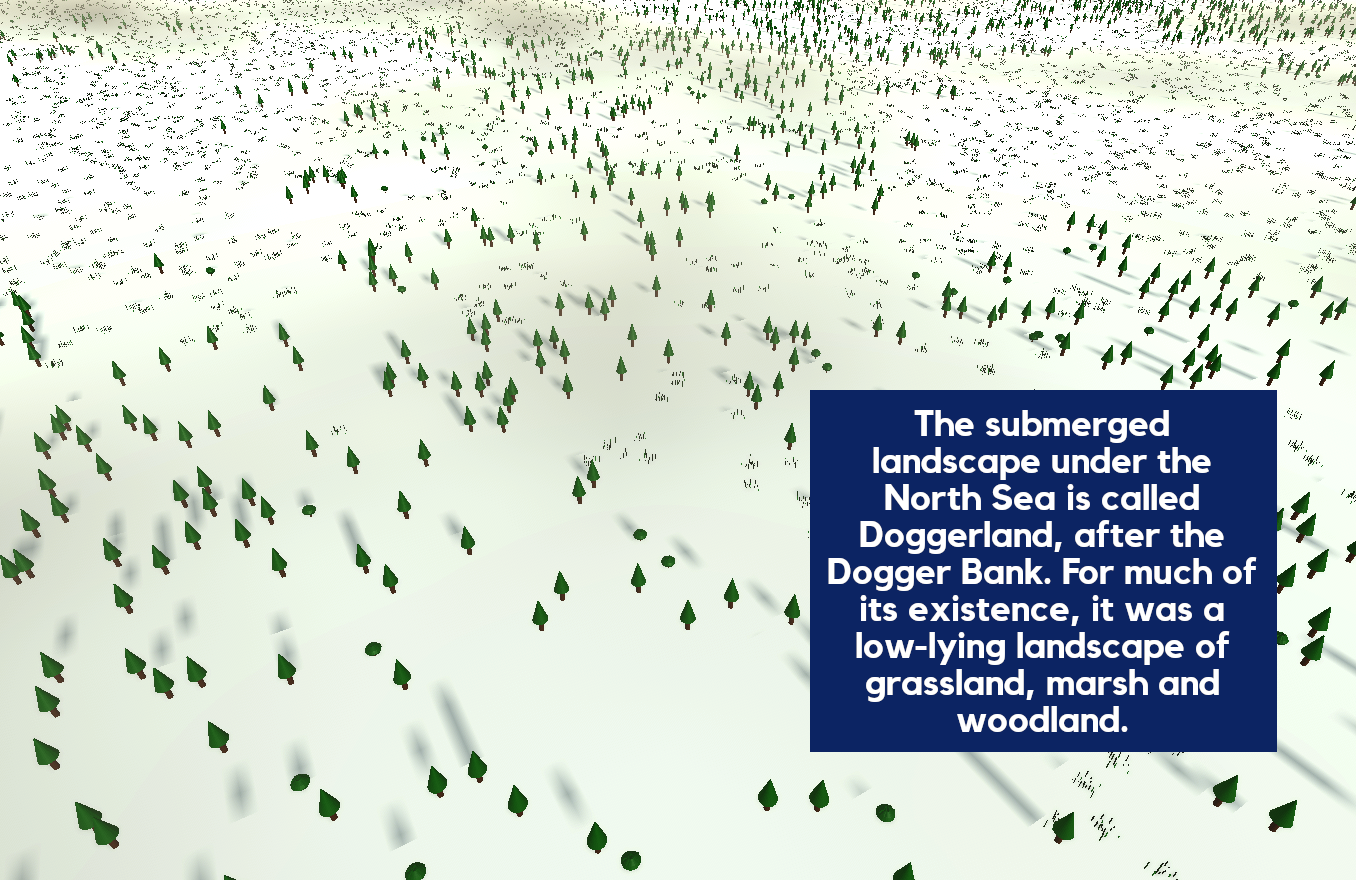 The submerged
landscape under the
North Sea is called
Doggerland, after the
Dogger Bank. For much of
its existence, it was a
low-lying landscape of
grassland, marsh and
woodland.